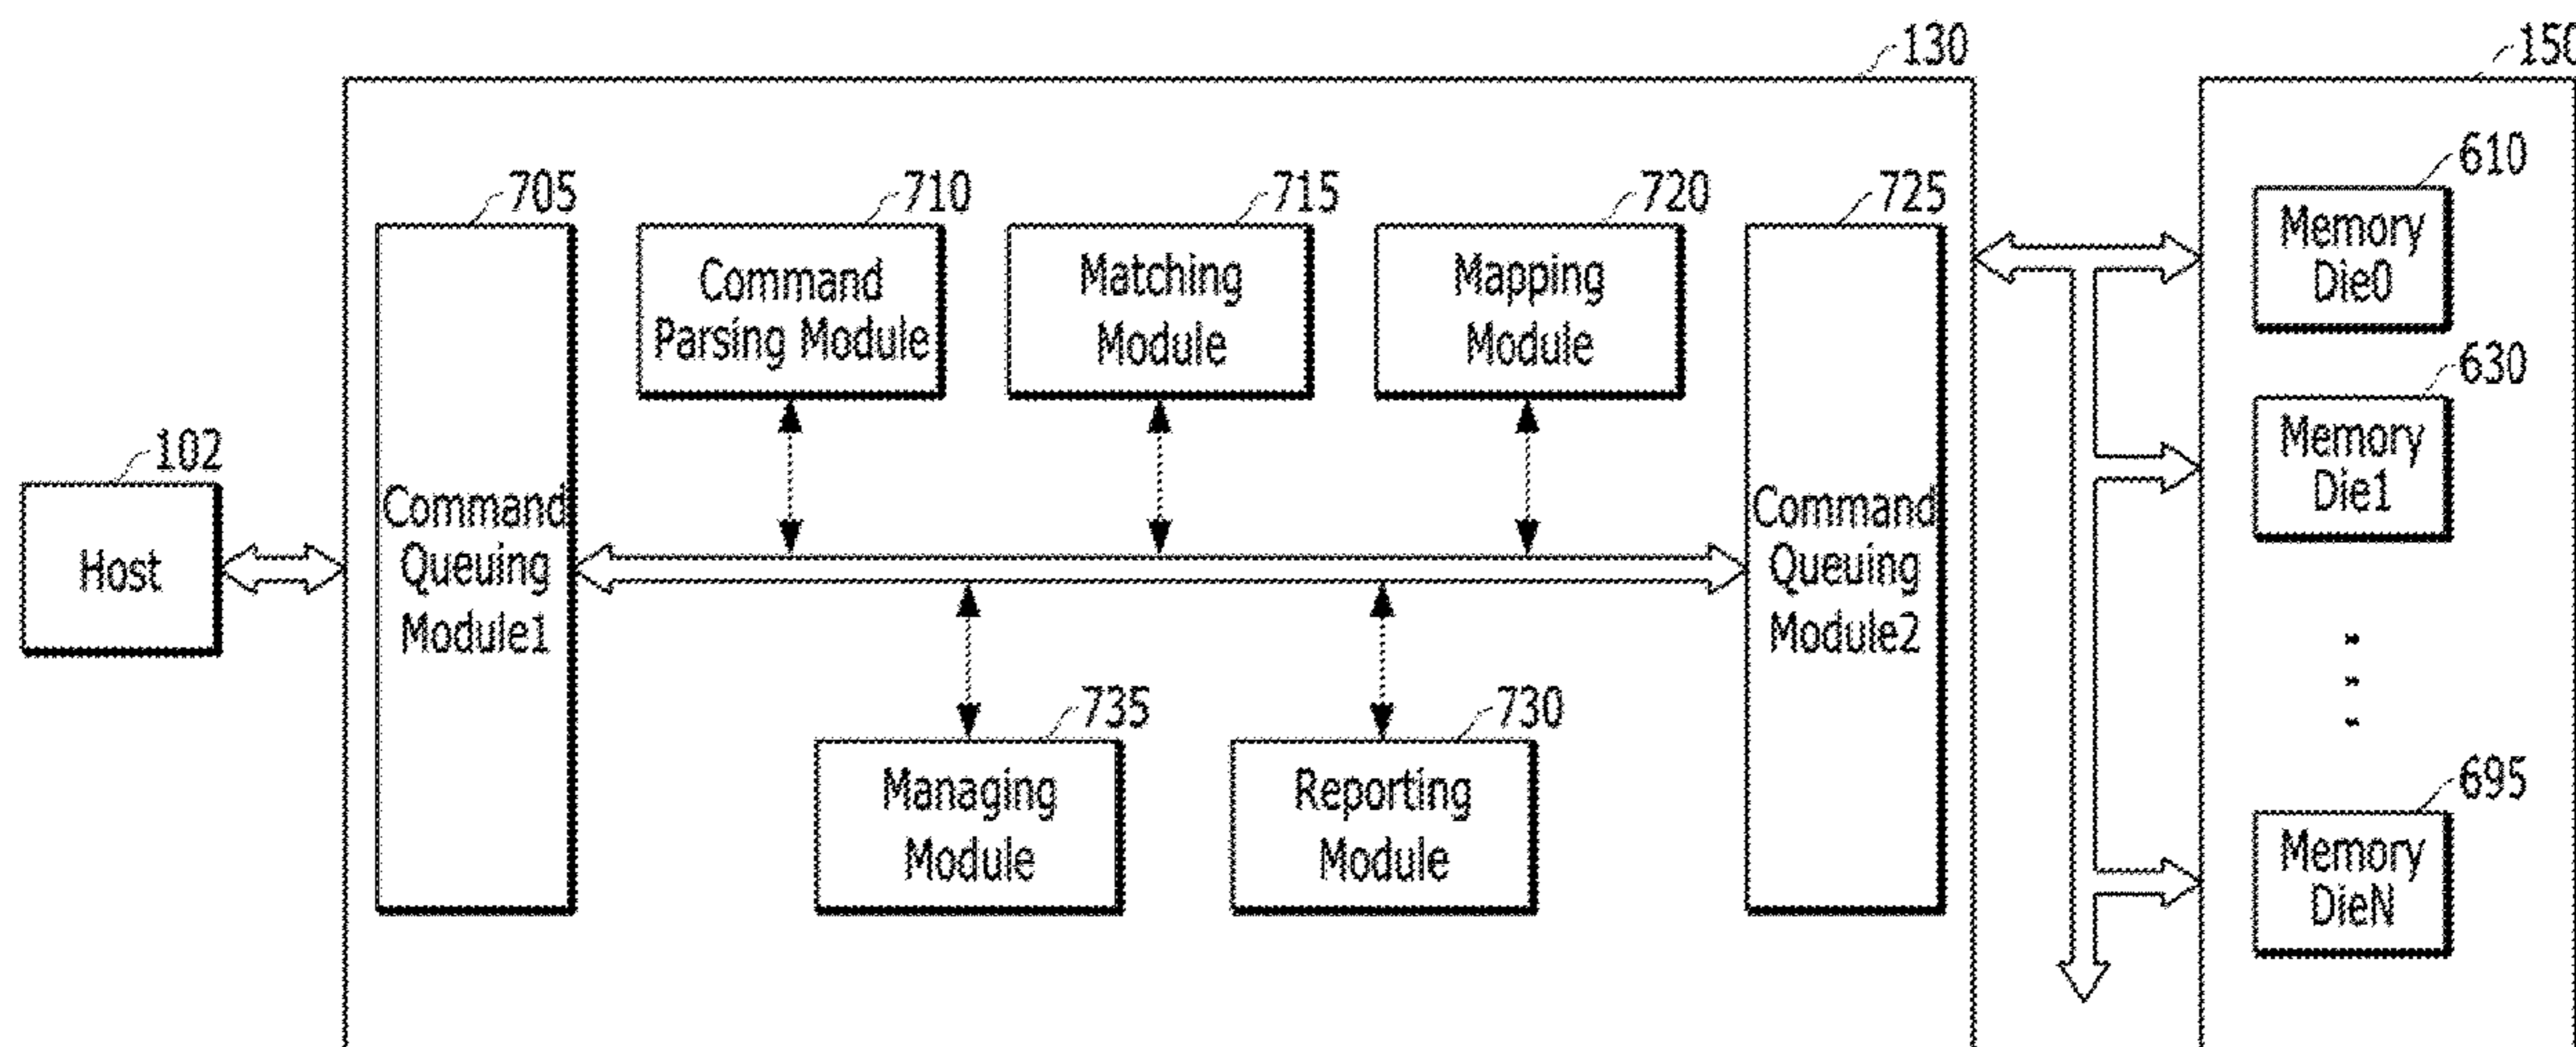 130
150
610
705
710
715
720
725
Memory
Die0
Command
Parsing Module
Matching
Module
Mapping
Module
630
Memory
Die1
102
Host
Command
Queuing
Module1
Command
Queuing
Module2
735
730
Managing
Module
Reporting
Module
695
Memory
DieN